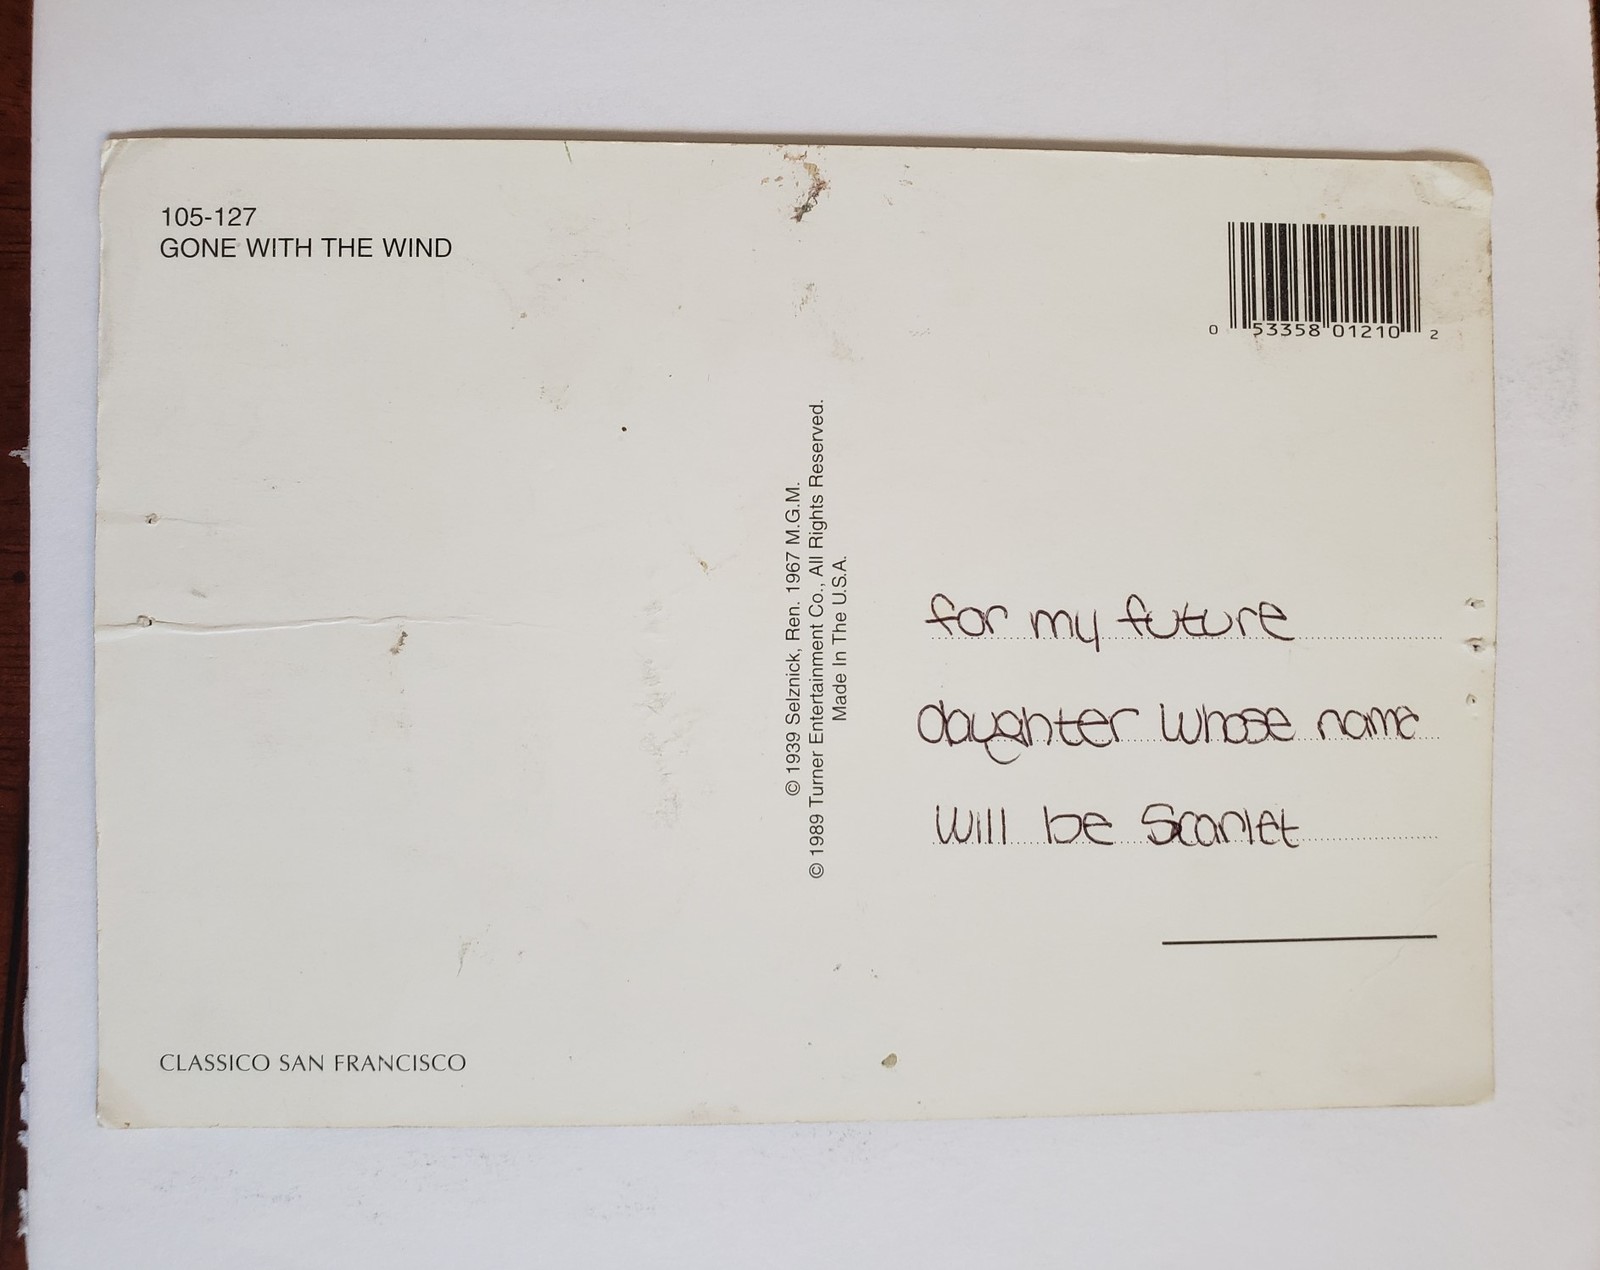 105-127
GONE WITH THE WIND
0 53358 01210 2
© 1939 Selznick, Ren. 1967 M.G.M.
© 1989 Turner Entertainment Co., All Rights Reserved.
Made In The U.S.A.
for my future
daughter whose name
will be Scarlet
CLASSICO SAN FRANCISCO